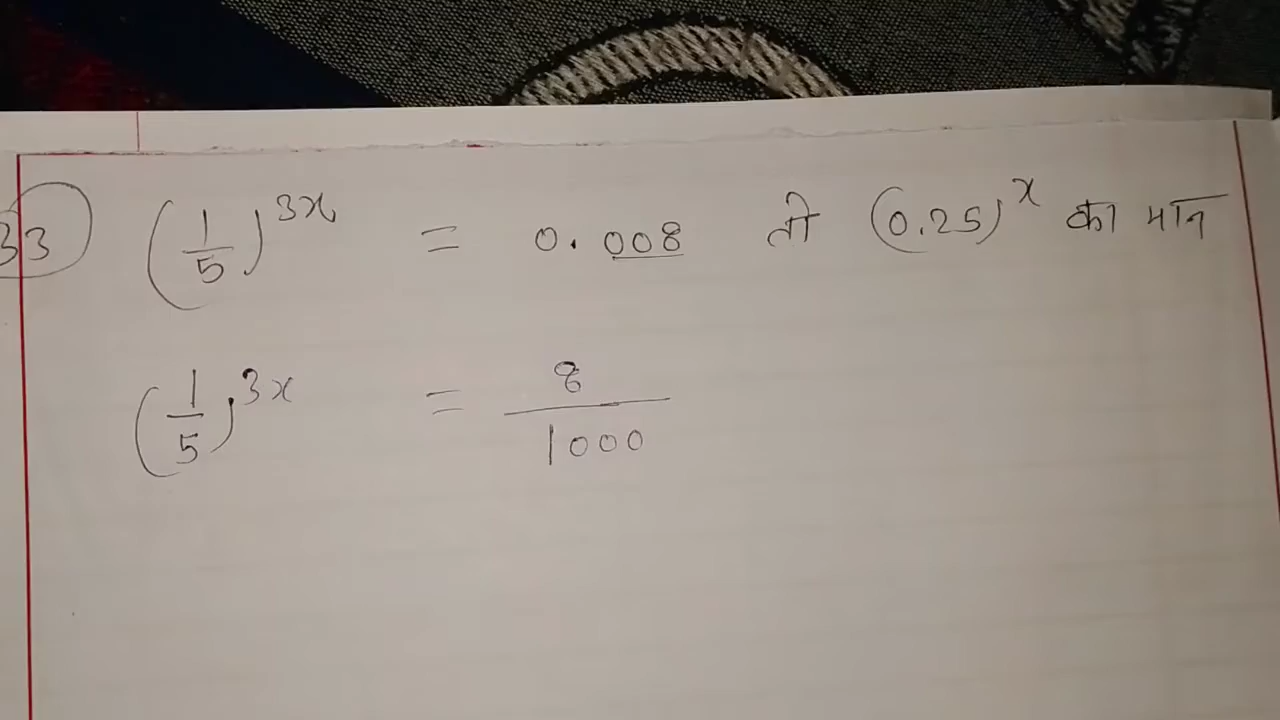 33 (1/5)^3x = 0.008 तो (0.25)^x का मान
(1/5)^3x = 8/1000